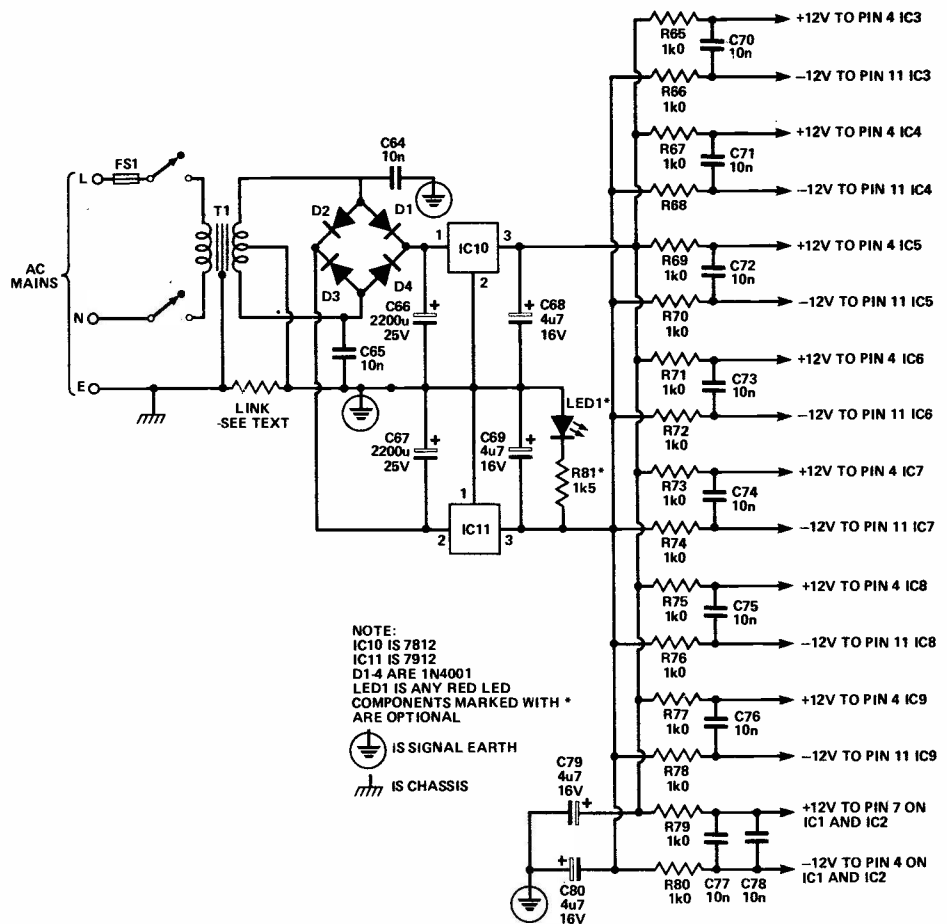 R65
1k0
C70
10n
+12V TO PIN 4 IC3
R66
1k0
−12V TO PIN 11 IC3
R67
1k0
C71
10n
+12V TO PIN 4 IC4
R68
−12V TO PIN 11 IC4
R69
1k0
C72
10n
+12V TO PIN 4 IC5
R70
1k0
−12V TO PIN 11 IC5
R71
1k0
C73
10n
+12V TO PIN 4 IC6
R72
1k0
−12V TO PIN 11 IC6
R73
1k0
C74
10n
+12V TO PIN 4 IC7
R74
1k0
−12V TO PIN 11 IC7
R75
1k0
C75
10n
+12V TO PIN 4 IC8
R76
1k0
−12V TO PIN 11 IC8
R77
1k0
C76
10n
+12V TO PIN 4 IC9
R78
1k0
−12V TO PIN 11 IC9
R79
1k0
+12V TO PIN 7 ON
IC1 AND IC2
R80
1k0
C77
10n
C78
10n
−12V TO PIN 4 ON
IC1 AND IC2
C79
4u7
16V
+
+
C80
4u7
16V
AC
MAINS
L
FS1
N
E
T1
LINK
-SEE TEXT
C64
10n
D2
D1
D3
D4
C65
10n
C66
2200u
25V
+
1
IC10
3
2
C68
4u7
16V
+
C67
2200u
25V
+
C69
4u7
16V
+
1
2
IC11
3
LED1*
R81*
1k5
NOTE:
IC10 IS 7812
IC11 IS 7912
D1-4 ARE 1N4001
LED1 IS ANY RED LED
COMPONENTS MARKED WITH *
ARE OPTIONAL
IS SIGNAL EARTH
IS CHASSIS